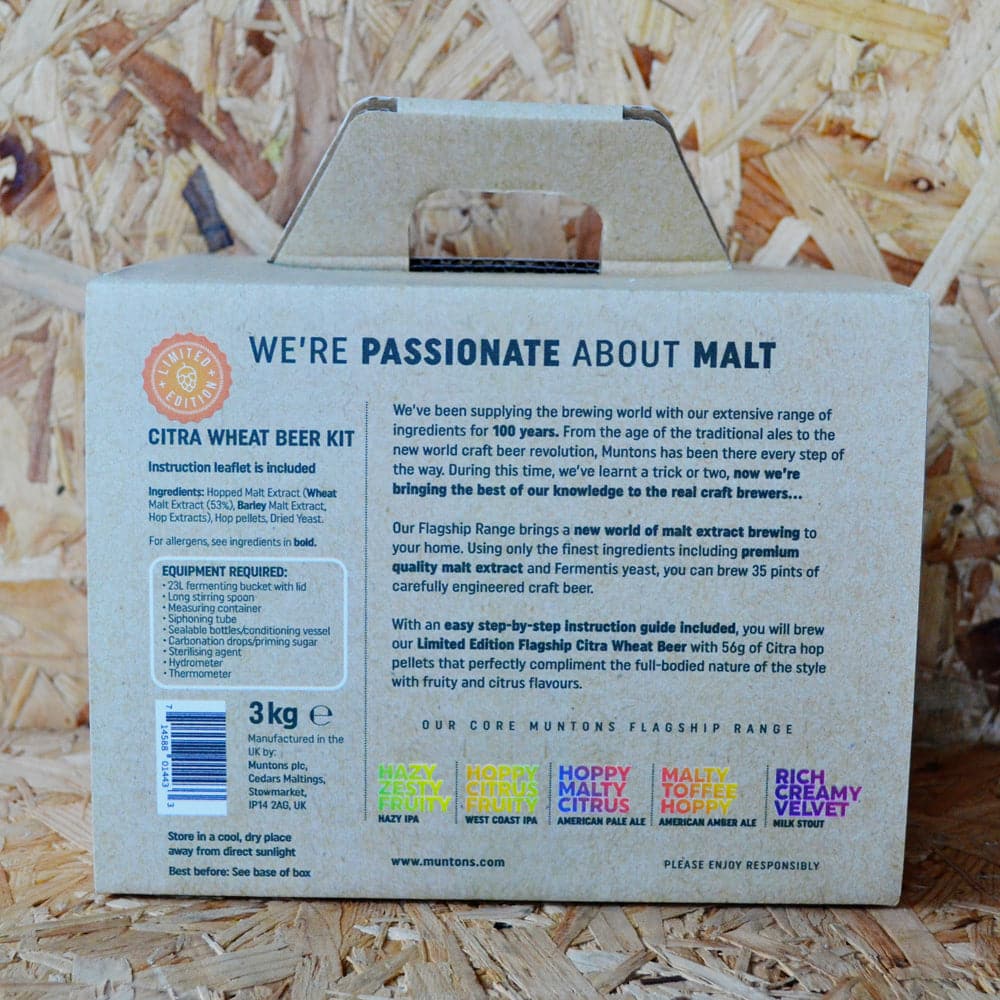 WE'RE PASSIONATE ABOUT MALT
LIMITED
EDITION
CITRA WHEAT BEER KIT
Instruction leaflet is included
Ingredients: Hopped Malt Extract (Wheat
Malt Extract (53%), Barley Malt Extract,
Hop Extracts), Hop pellets, Dried Yeast.
For allergens, see ingredients in bold.
EQUIPMENT REQUIRED:
• 23L fermenting bucket with lid
• Long stirring spoon
• Measuring container
• Siphoning tube
• Sealable bottles/conditioning vessel
• Carbonation drops/priming sugar
• Sterilising agent
• Hydrometer
• Thermometer
7 14588 01443 3
3kg ℮
Manufactured in the
UK by:
Muntons plc,
Cedars Maltings,
Stowmarket,
IP14 2AG, UK
Store in a cool, dry place
away from direct sunlight
Best before: See base of box
We've been supplying the brewing world with our extensive range of
ingredients for 100 years. From the age of the traditional ales to the
new world craft beer revolution, Muntons has been there every step of
the way. During this time, we've learnt a trick or two, now we're
bringing the best of our knowledge to the real craft brewers...
Our Flagship Range brings a new world of malt extract brewing to
your home. Using only the finest ingredients including premium
quality malt extract and Fermentis yeast, you can brew 35 pints of
carefully engineered craft beer.
With an easy step-by-step instruction guide included, you will brew
our Limited Edition Flagship Citra Wheat Beer with 56g of Citra hop
pellets that perfectly compliment the full-bodied nature of the style
with fruity and citrus flavours.
OUR CORE MUNTONS FLAGSHIP RANGE
HAZY
ZESTY
FRUITY
HAZY IPA
HOPPY
CITRUS
FRUITY
WEST COAST IPA
HOPPY
MALTY
CITRUS
AMERICAN PALE ALE
MALTY
TOFFEE
HOPPY
AMERICAN AMBER ALE
RICH
CREAMY
VELVET
MILK STOUT
www.muntons.com
PLEASE ENJOY RESPONSIBLY